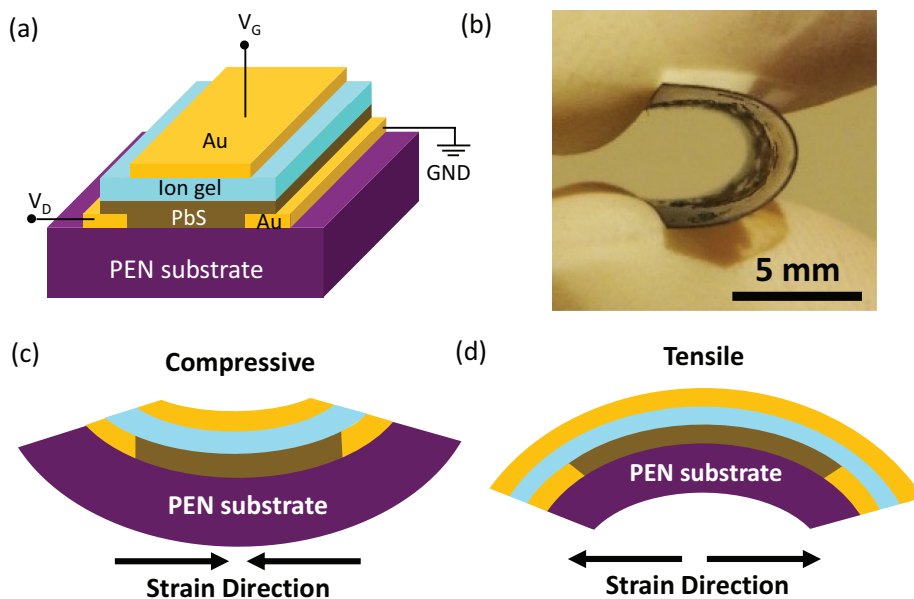 (a)
V_G
Au
Ion gel
GND
V_D
PbS
Au
PEN substrate
(b)
5 mm
(c)
Compressive
PEN substrate
Strain Direction
(d)
Tensile
PEN substrate
Strain Direction